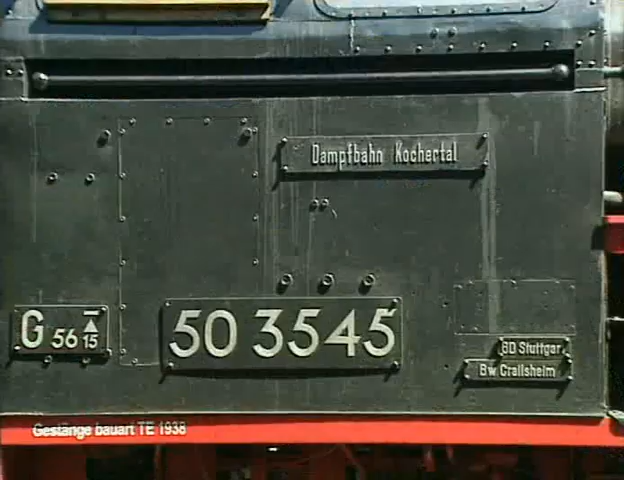 Dampfbahn Kochertal
G 56 15
50 3545
BD Stuttgart
Bw Crailsheim
Gestänge bauart TE 1938